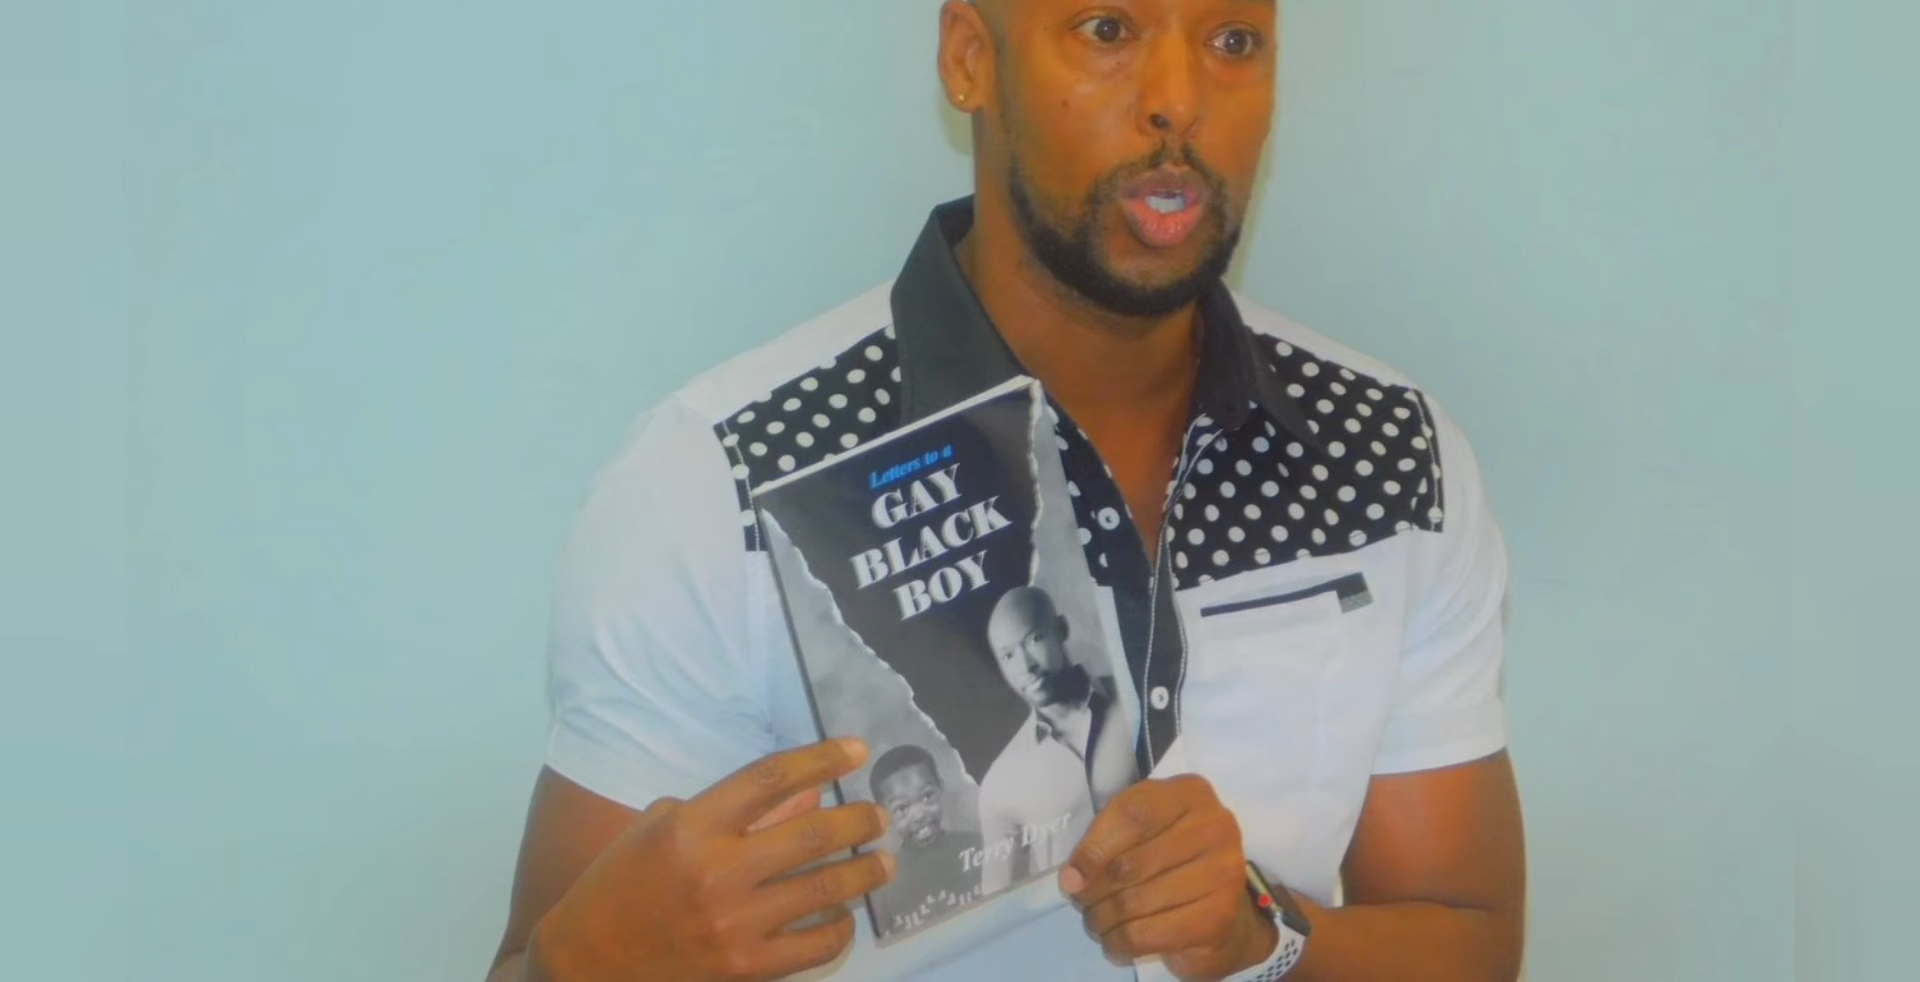 Letters to a
GAY
BLACK
BOY
Terry Dyer